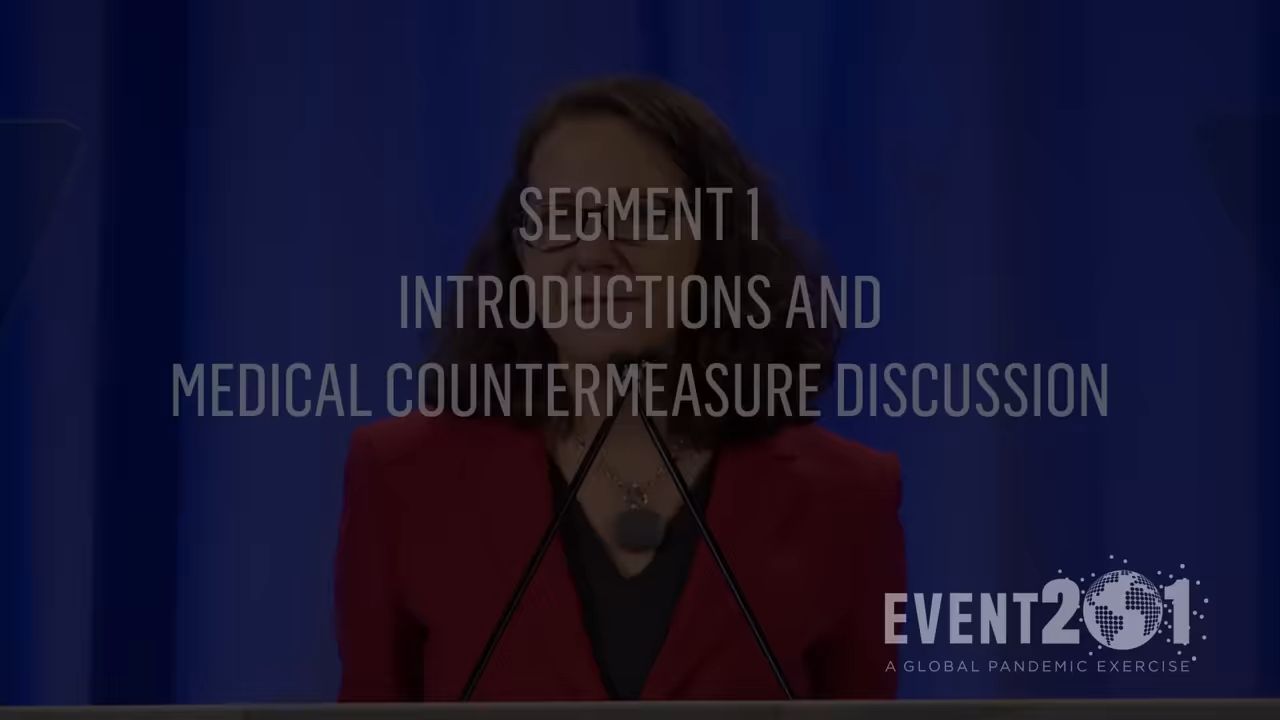 SEGMENT 1
INTRODUCTIONS AND
MEDICAL COUNTERMEASURE DISCUSSION
EVENT201
A GLOBAL PANDEMIC EXERCISE